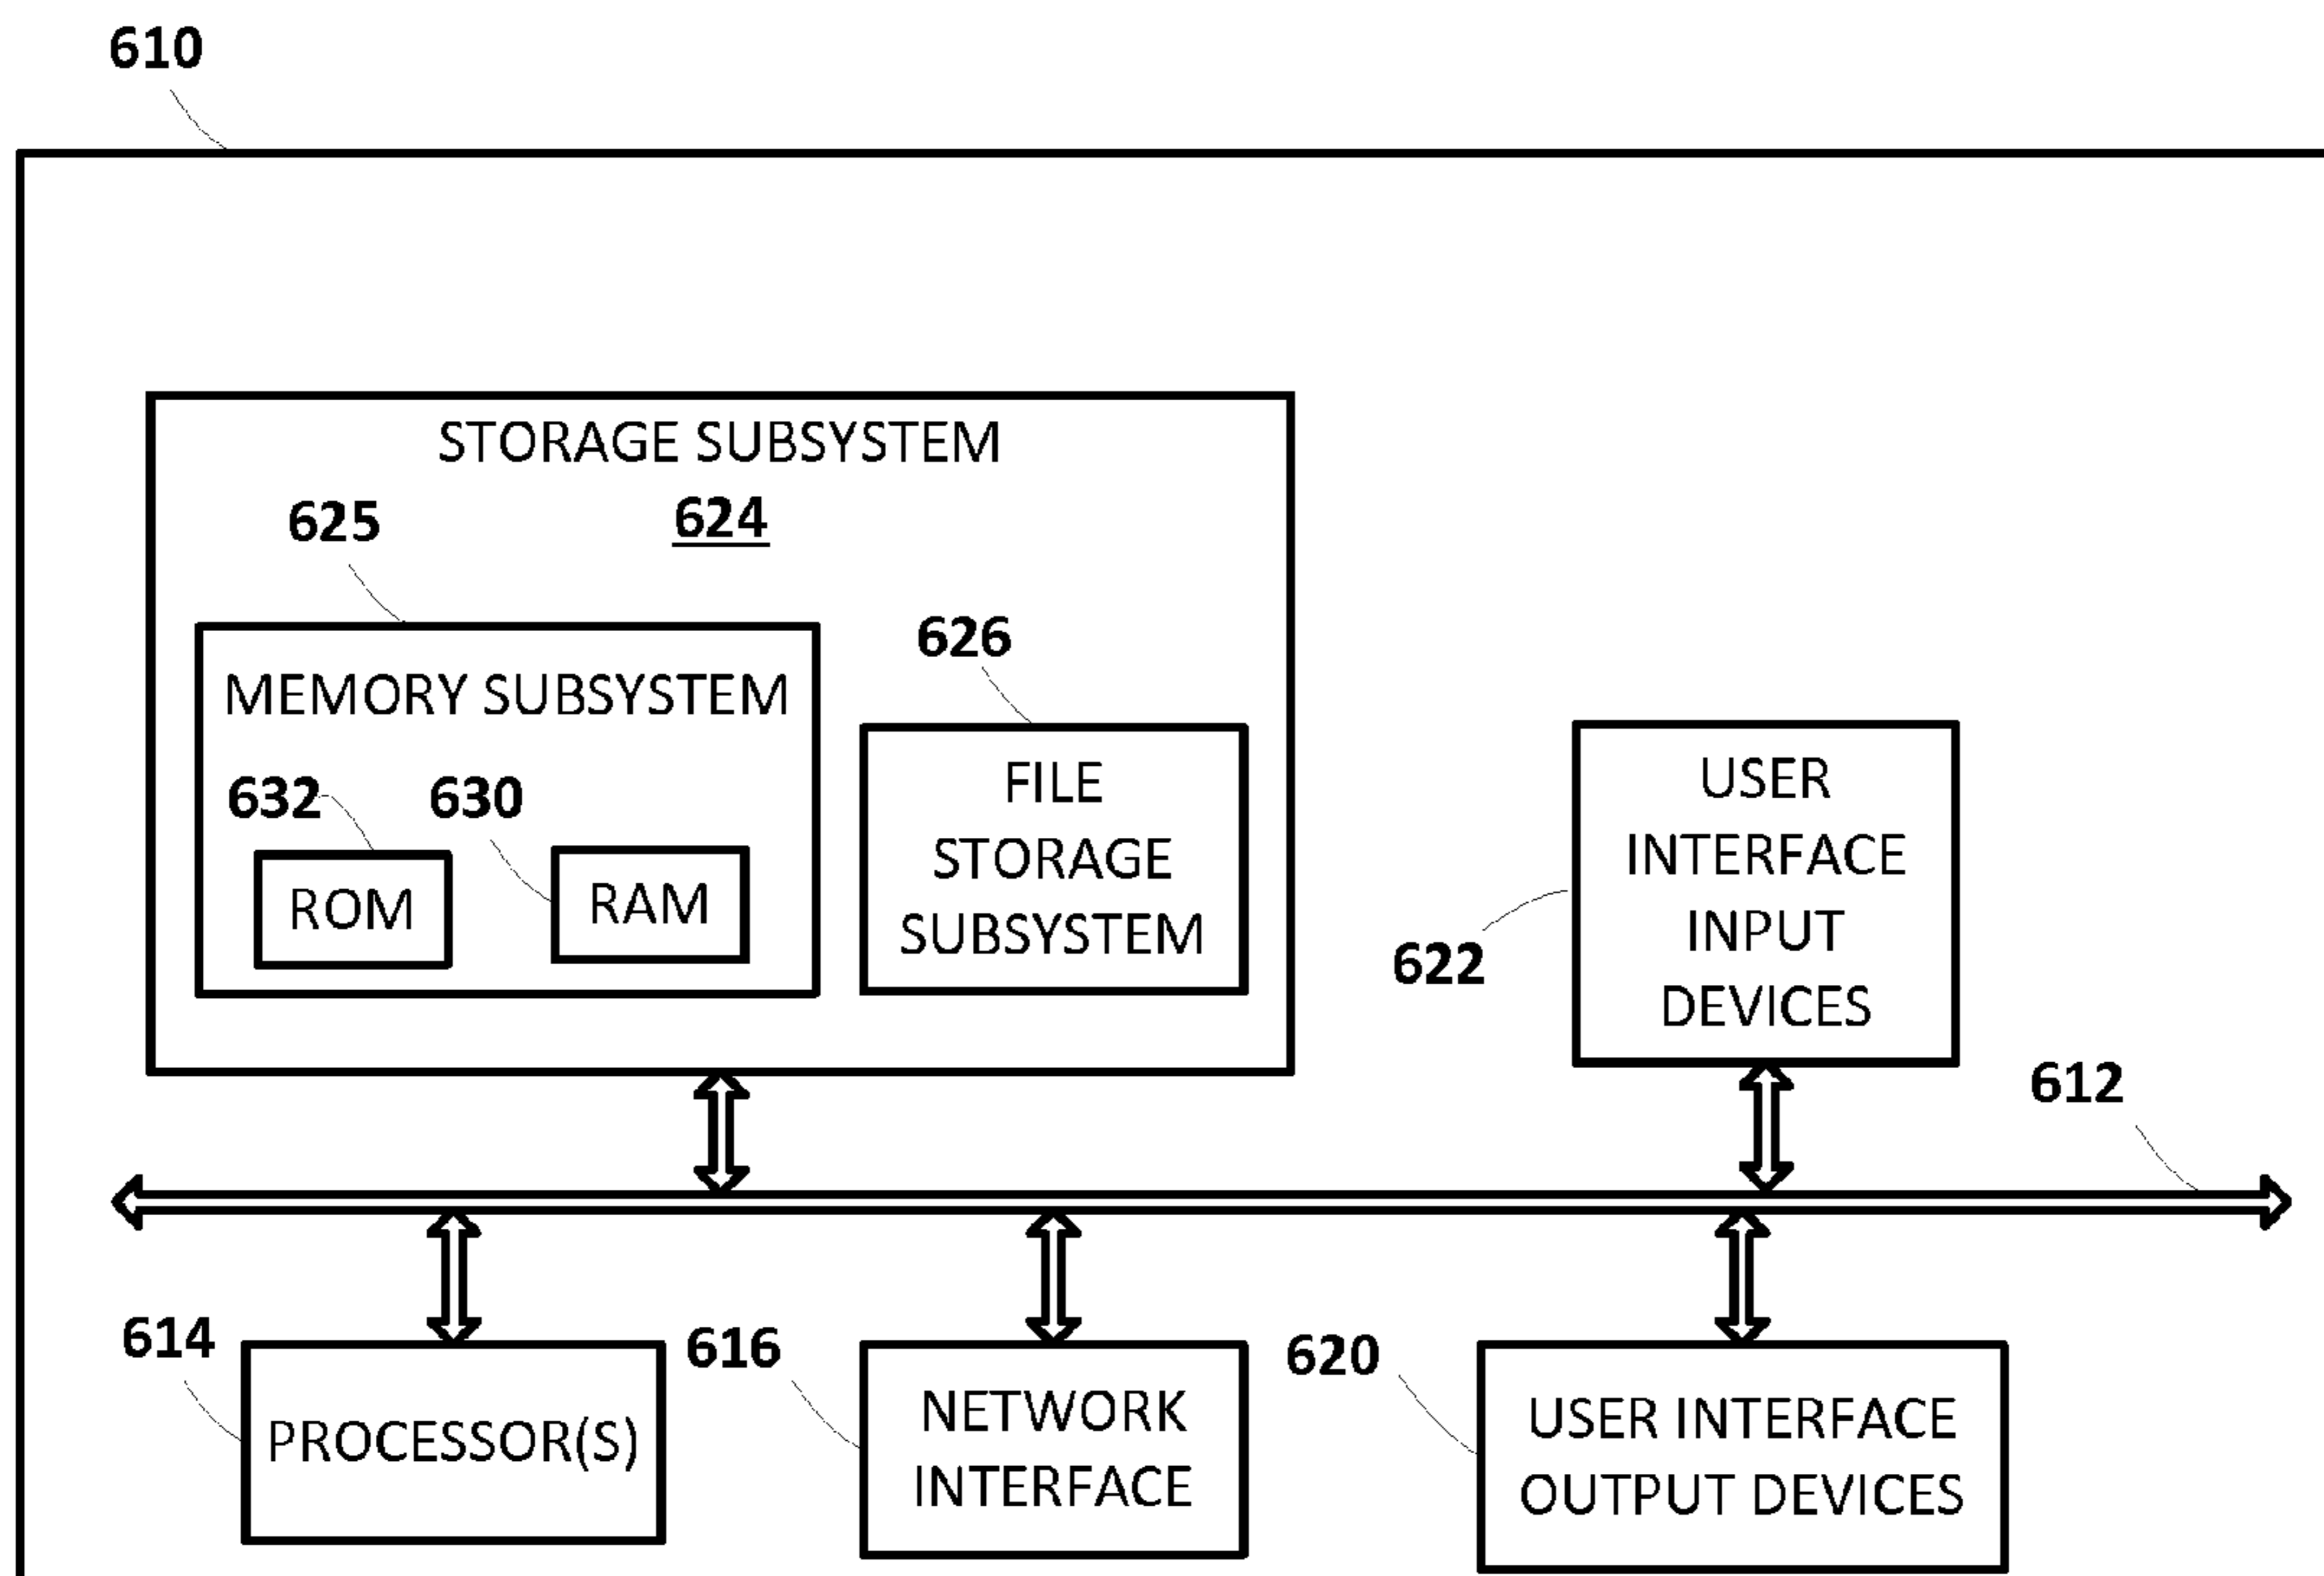 610
STORAGE SUBSYSTEM
624
625
MEMORY SUBSYSTEM
632
630
ROM
RAM
626
FILE
STORAGE
SUBSYSTEM
USER
INTERFACE
INPUT
DEVICES
622
612
614
PROCESSOR(S)
616
NETWORK
INTERFACE
620
USER INTERFACE
OUTPUT DEVICES